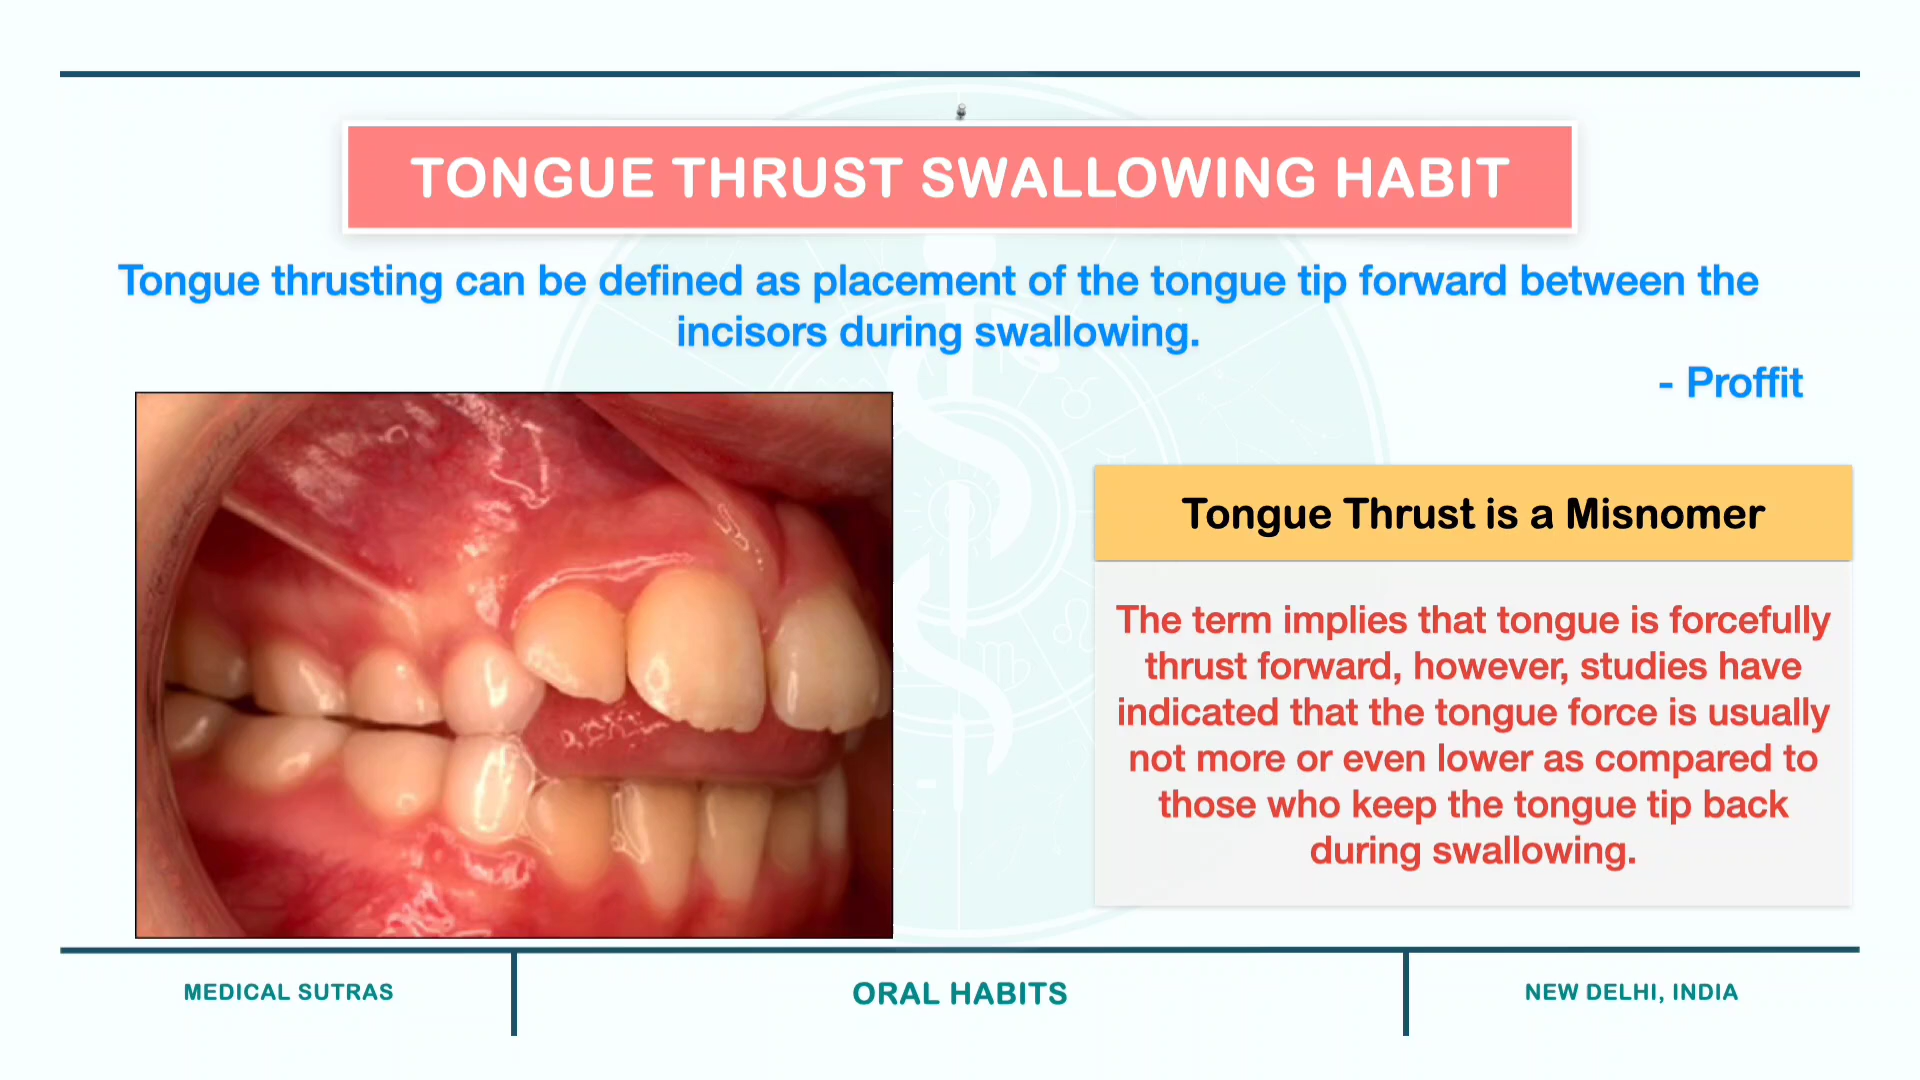 TONGUE THRUST SWALLOWING HABIT
Tongue thrusting can be defined as placement of the tongue tip forward between the
incisors during swallowing.
- Proffit
Tongue Thrust is a Misnomer
The term implies that tongue is forcefully
thrust forward, however, studies have
indicated that the tongue force is usually
not more or even lower as compared to
those who keep the tongue tip back
during swallowing.
MEDICAL SUTRAS
ORAL HABITS
NEW DELHI, INDIA